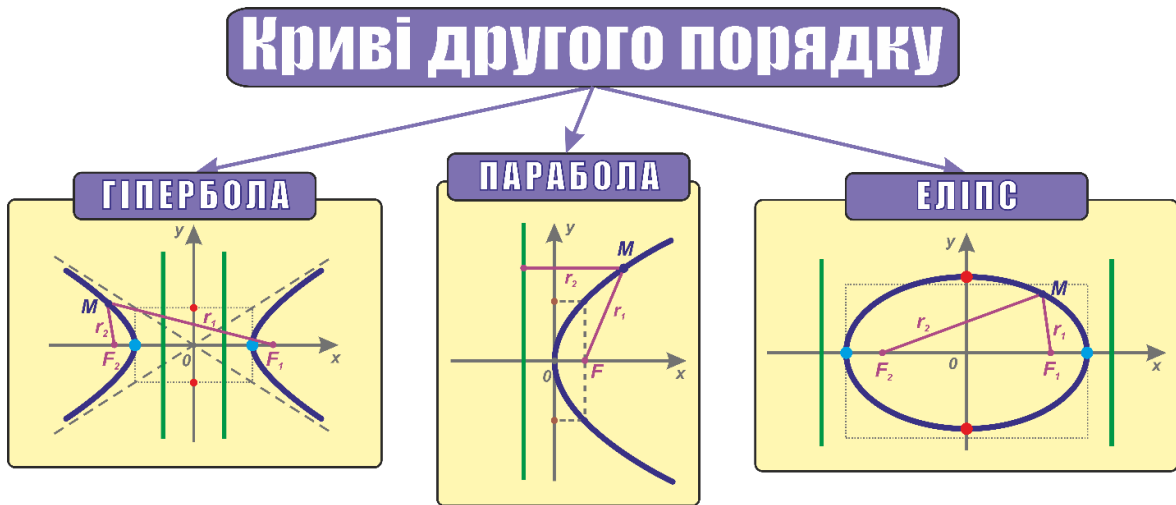 Криві другого порядку
ГІПЕРБОЛА
y
M
r₂
r₁
F₂
0
F₁
x
ПАРАБОЛА
y
M
r₂
r₁
0
F
x
ЕЛІПС
y
M
r₂
r₁
F₂
0
F₁
x